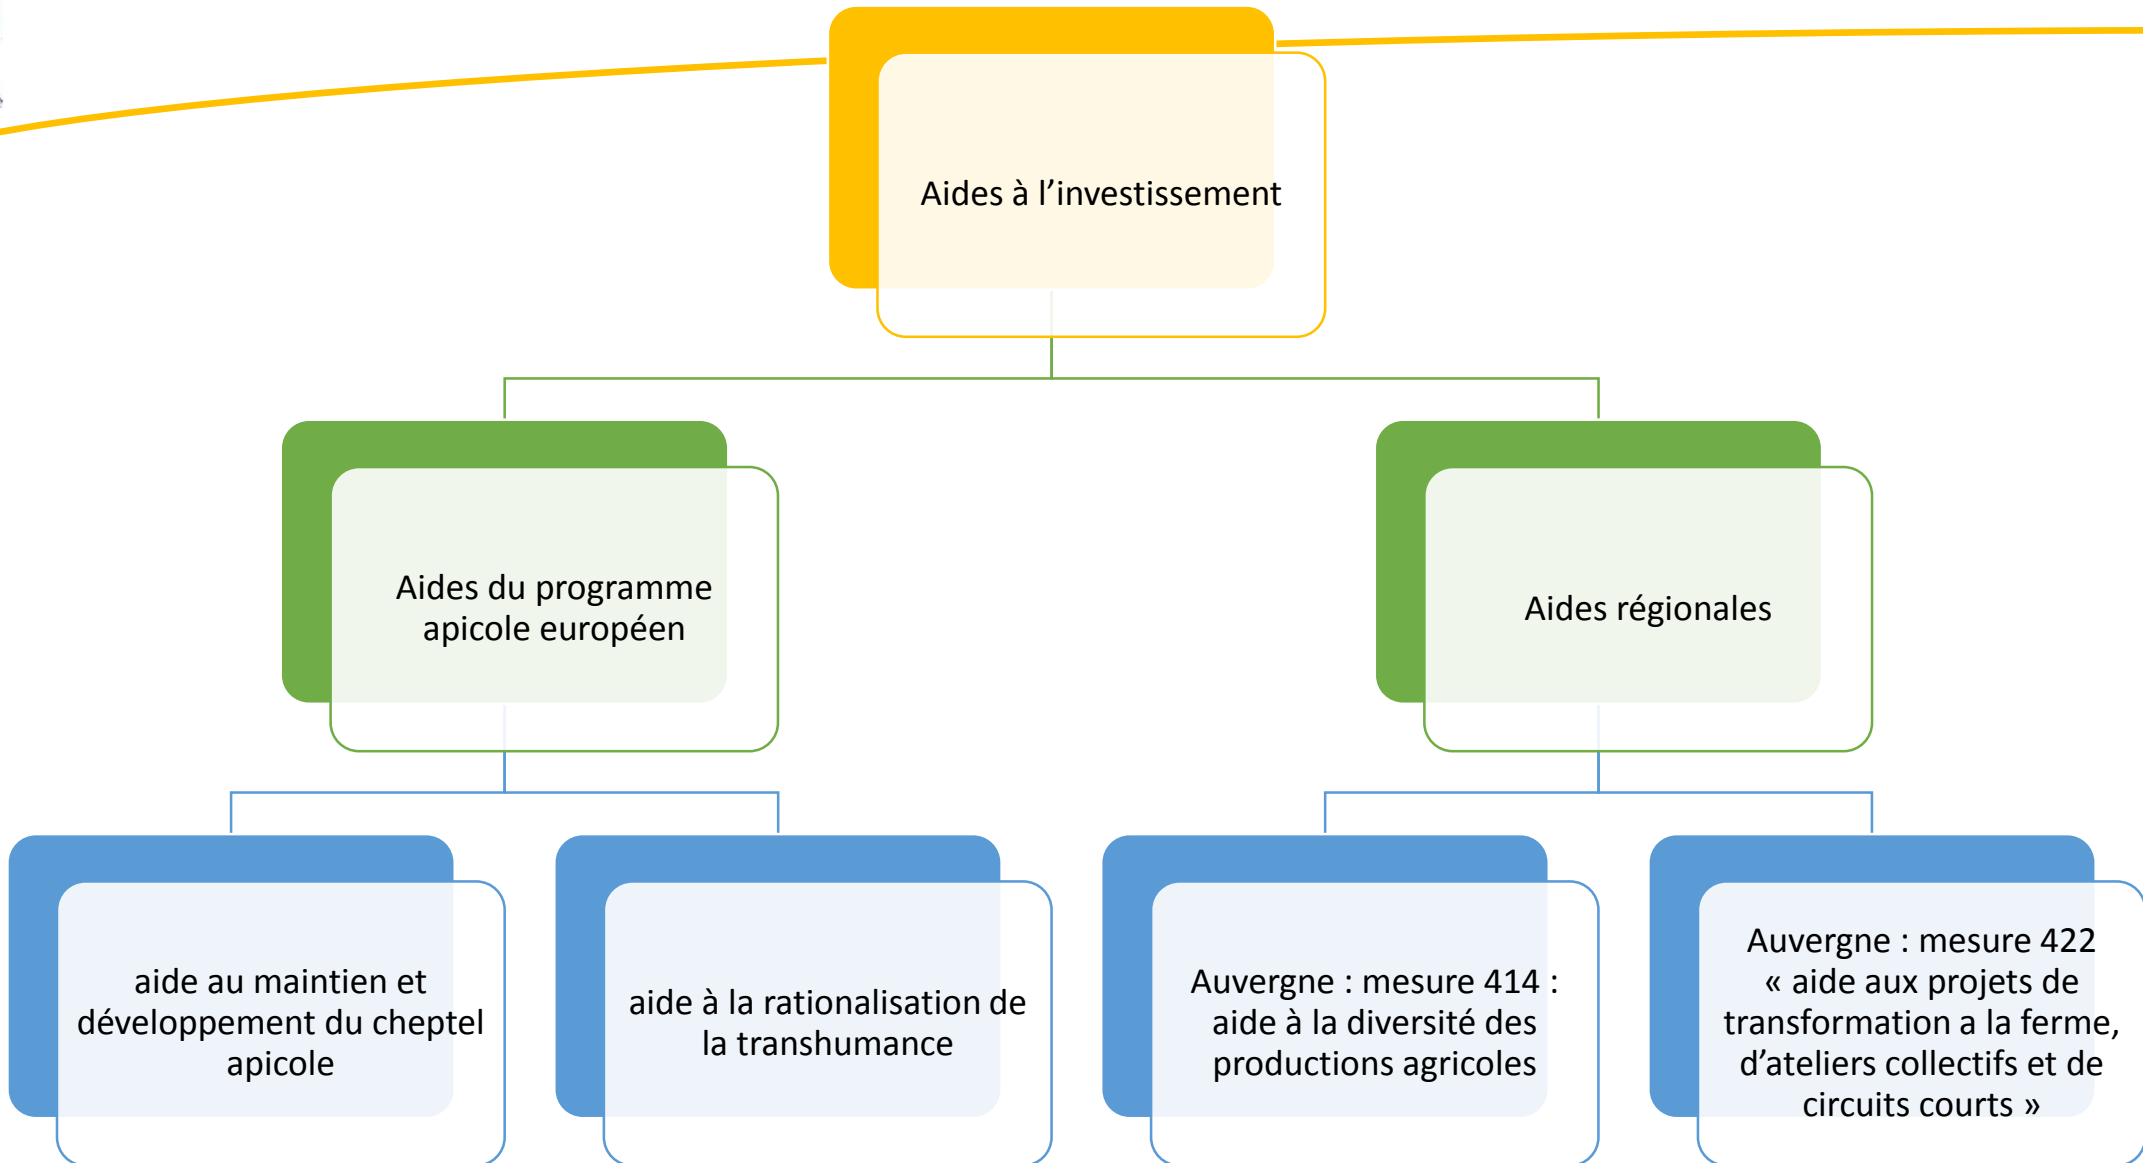 Aides à l’investissement
Aides du programme
apicole européen
Aides régionales
aide au maintien et
développement du cheptel
apicole
aide à la rationalisation de
la transhumance
Auvergne : mesure 414 :
aide à la diversité des
productions agricoles
Auvergne : mesure 422
« aide aux projets de
transformation a la ferme,
d’ateliers collectifs et de
circuits courts »